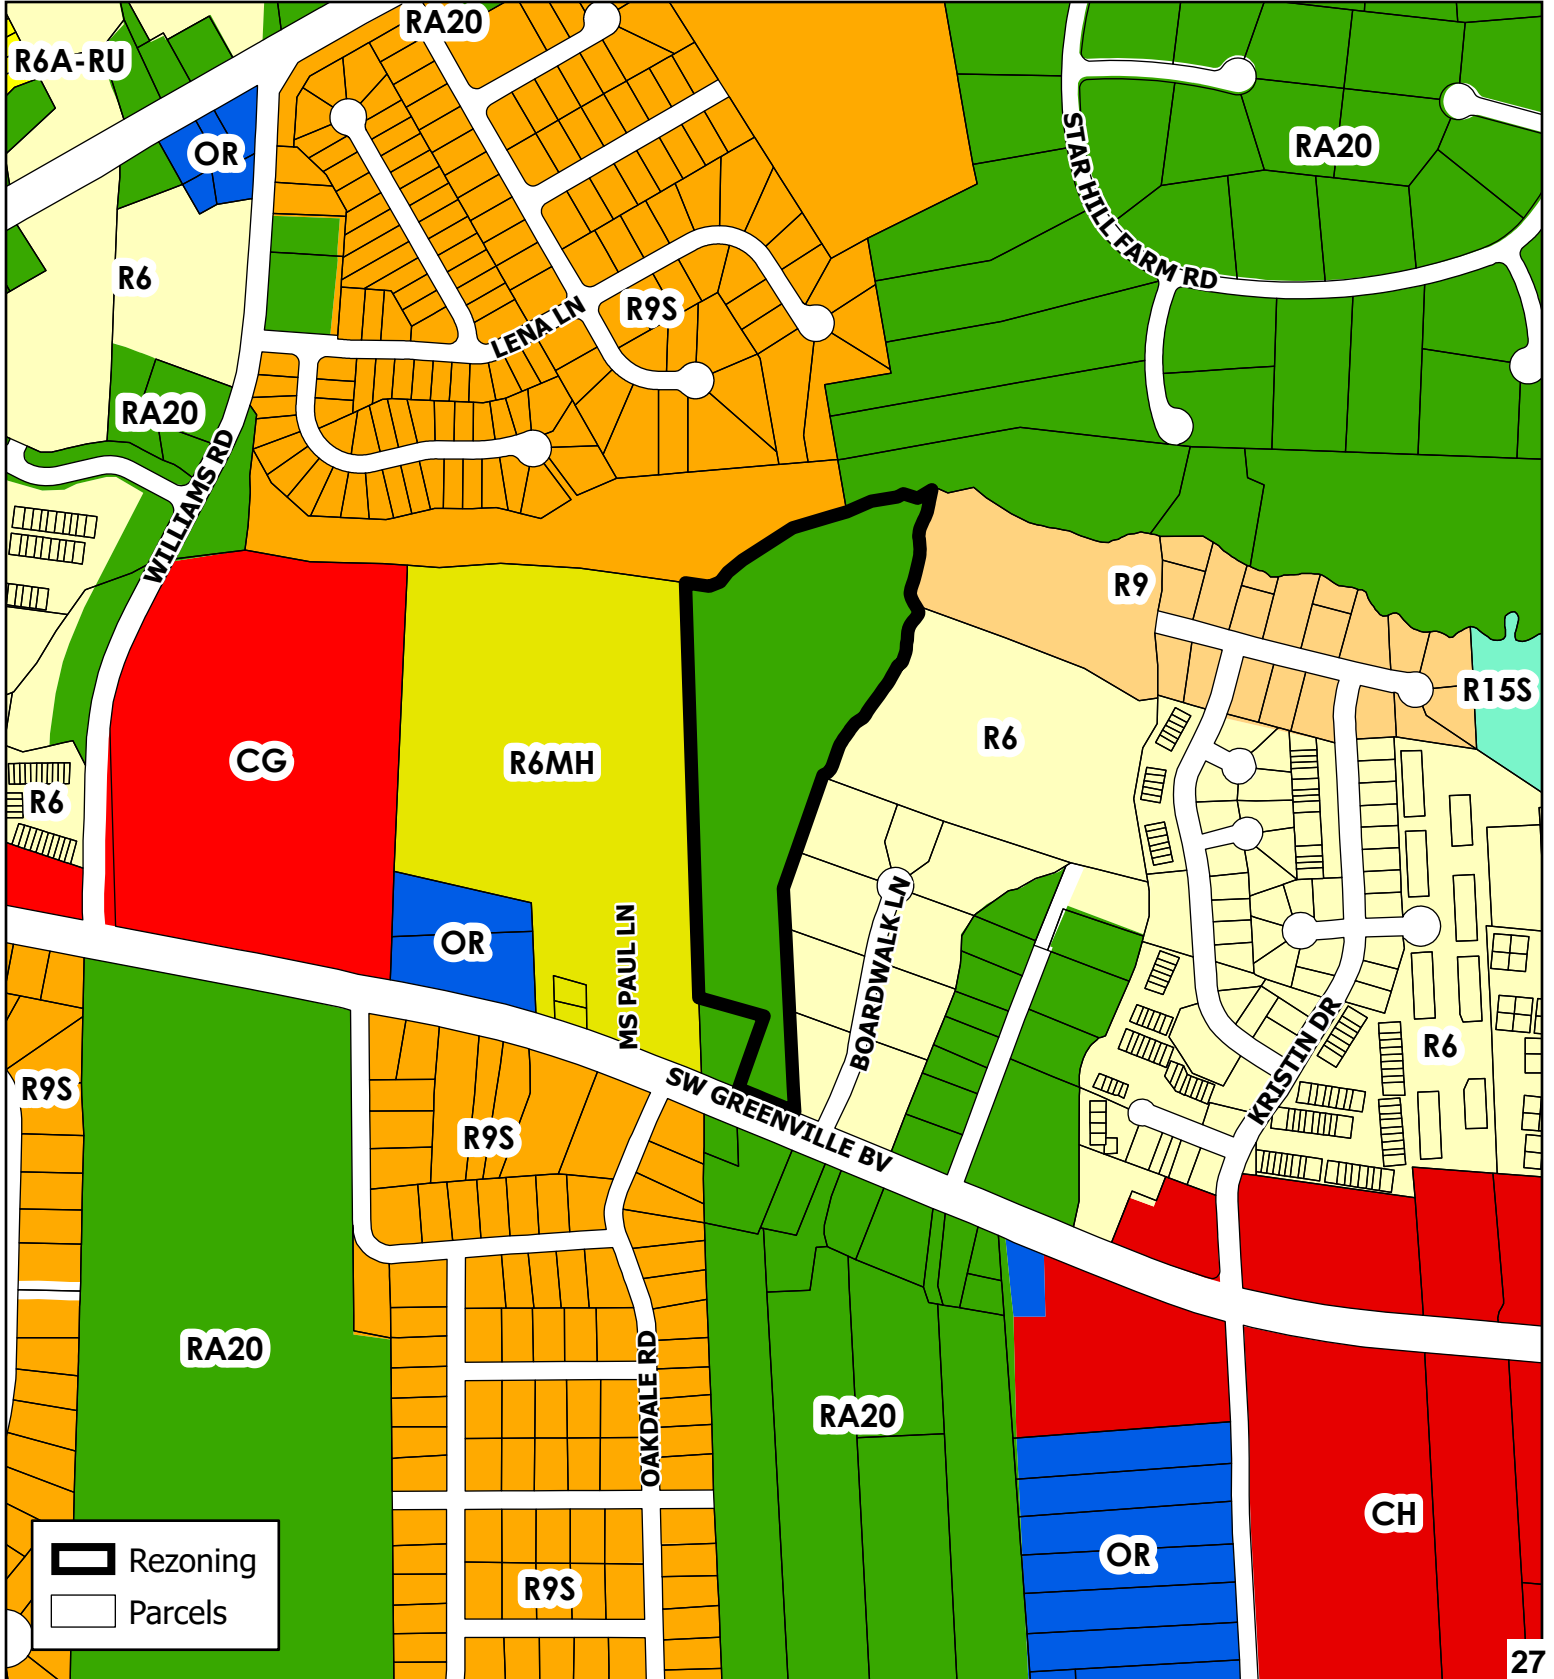 RA20
R6A-RU
OR
RA20
STAR HILL FARM RD
R6
R9S
LENA LN
RA20
WILLIAMS RD
R9
R15S
R6
CG
R6MH
R6
OR
MS PAUL LN
BOARDWALK LN
KRISTIN DR
R6
R9S
SW GREENVILLE BV
R9S
RA20
OAKDALE RD
RA20
CH
OR
R9S
Rezoning
Parcels
27